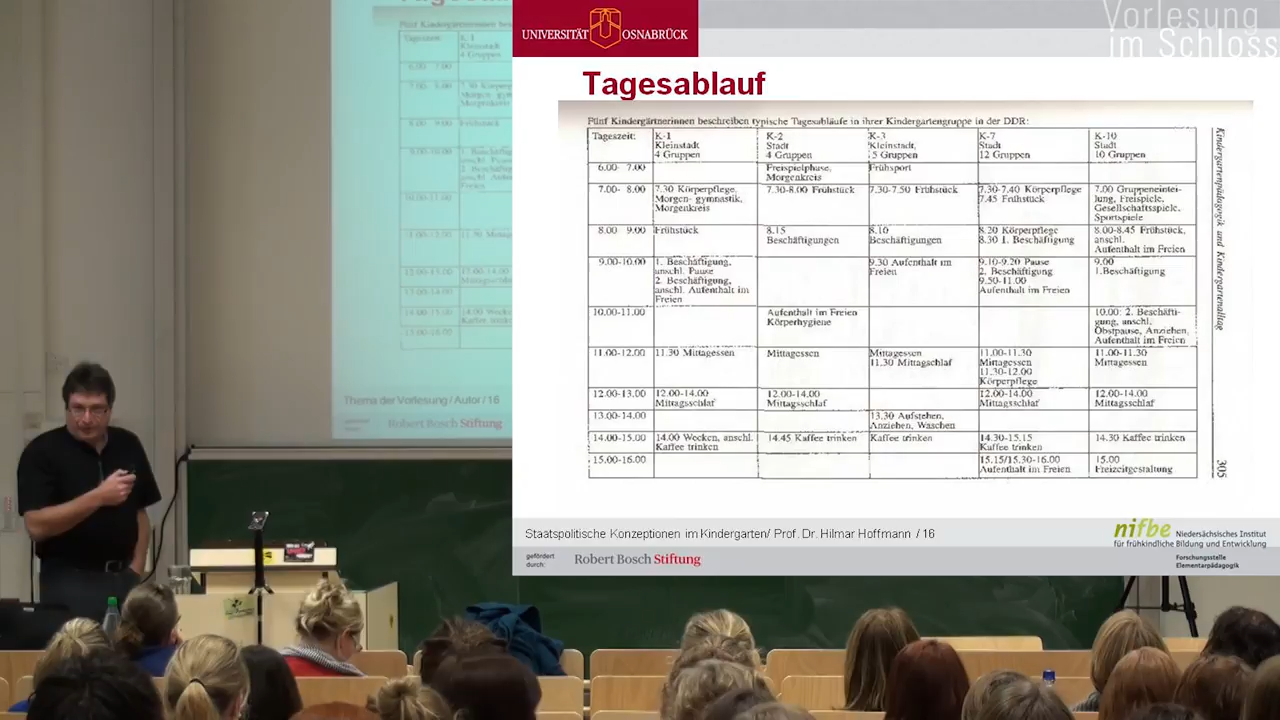 UNIVERSITÄT OSNABRÜCK
Vorlesung
im Schloss
Tagesablauf
Fünf Kindergärtnerinnen beschreiben typische Tagesabläufe in ihrer Kindergartengruppe in der DDR:
Tageszeit:
K-1
Kleinstadt
4 Gruppen
K-2
Stadt
4 Gruppen
K-3
Kleinstadt,
5 Gruppen
K-7
Stadt
12 Gruppen
K-10
Stadt
10 Gruppen
6.00- 7.00
Freispielphase,
Morgenkreis
Frühsport
7.00- 8.00
7.30 Körperpflege,
Morgen- gymnastik,
Morgenkreis
7.30-8.00 Frühstück
7.30-7.50 Frühstück
7.30-7.40 Körperpflege
7.45 Frühstück
7.00 Gruppeneintei-
lung, Freispiele,
Gesellschaftsspiele,
Sportspiele
8.00 9.00
Frühstück
8.15
Beschäftigungen
8.10
Beschäftigungen
8.20 Körperpflege
8.30 1. Beschäftigung
8.00-8.45 Frühstück,
anschl.
Aufenthalt im Freien
9.00-10.00
1. Beschäftigung,
anschl. Pause
2. Beschäftigung,
anschl. Aufenthalt im
Freien
9.30 Aufenthalt im
Freien
9.10-9.20 Pause
2. Beschäftigung
9.50-11.00
Aufenthalt im Freien
9.00
1.Beschäftigung
10.00-11.00
Aufenthalt im Freien
Körperhygiene
10.00: 2. Beschäfti-
gung, anschl.
Obstpause, Anziehen,
Aufenthalt im Freien
11.00-12.00
11.30 Mittagessen
Mittagessen
Mittagessen
11.30 Mittagschlaf
11.00-11.30
Mittagessen
11.30-12.00
Körperpflege
11.00-11.30
Mittagessen
12.00-13.00
12.00-14.00
Mittagsschlaf
12.00-14.00
Mittagsschlaf
12.00-14.00
Mittagsschlaf
12.00-14.00
Mittagsschlaf
13.00-14.00
13.30 Aufstehen,
Anziehen, Waschen
14.00-15.00
14.00 Wecken, anschl.
Kaffee trinken
14.45 Kaffee trinken
Kaffee trinken
14.30-15.15
Kaffee trinken
14.30 Kaffee trinken
15.00-16.00
15.15/15.30-16.00
Aufenthalt im Freien
15.00
Freizeitgestaltung
Kindergartenpädagogik und Kindergartenalltag
305
Staatspolitische Konzeptionen im Kindergarten/ Prof. Dr. Hilmar Hoffmann / 16
gefördert
durch:
Robert Bosch Stiftung
nifbe
Niedersächsisches Institut
für frühkindliche Bildung und Entwicklung
Forschungsstelle
Elementarpädagogik
Thema der Vorlesung / Autor / 16
Robert Bosch Stiftung